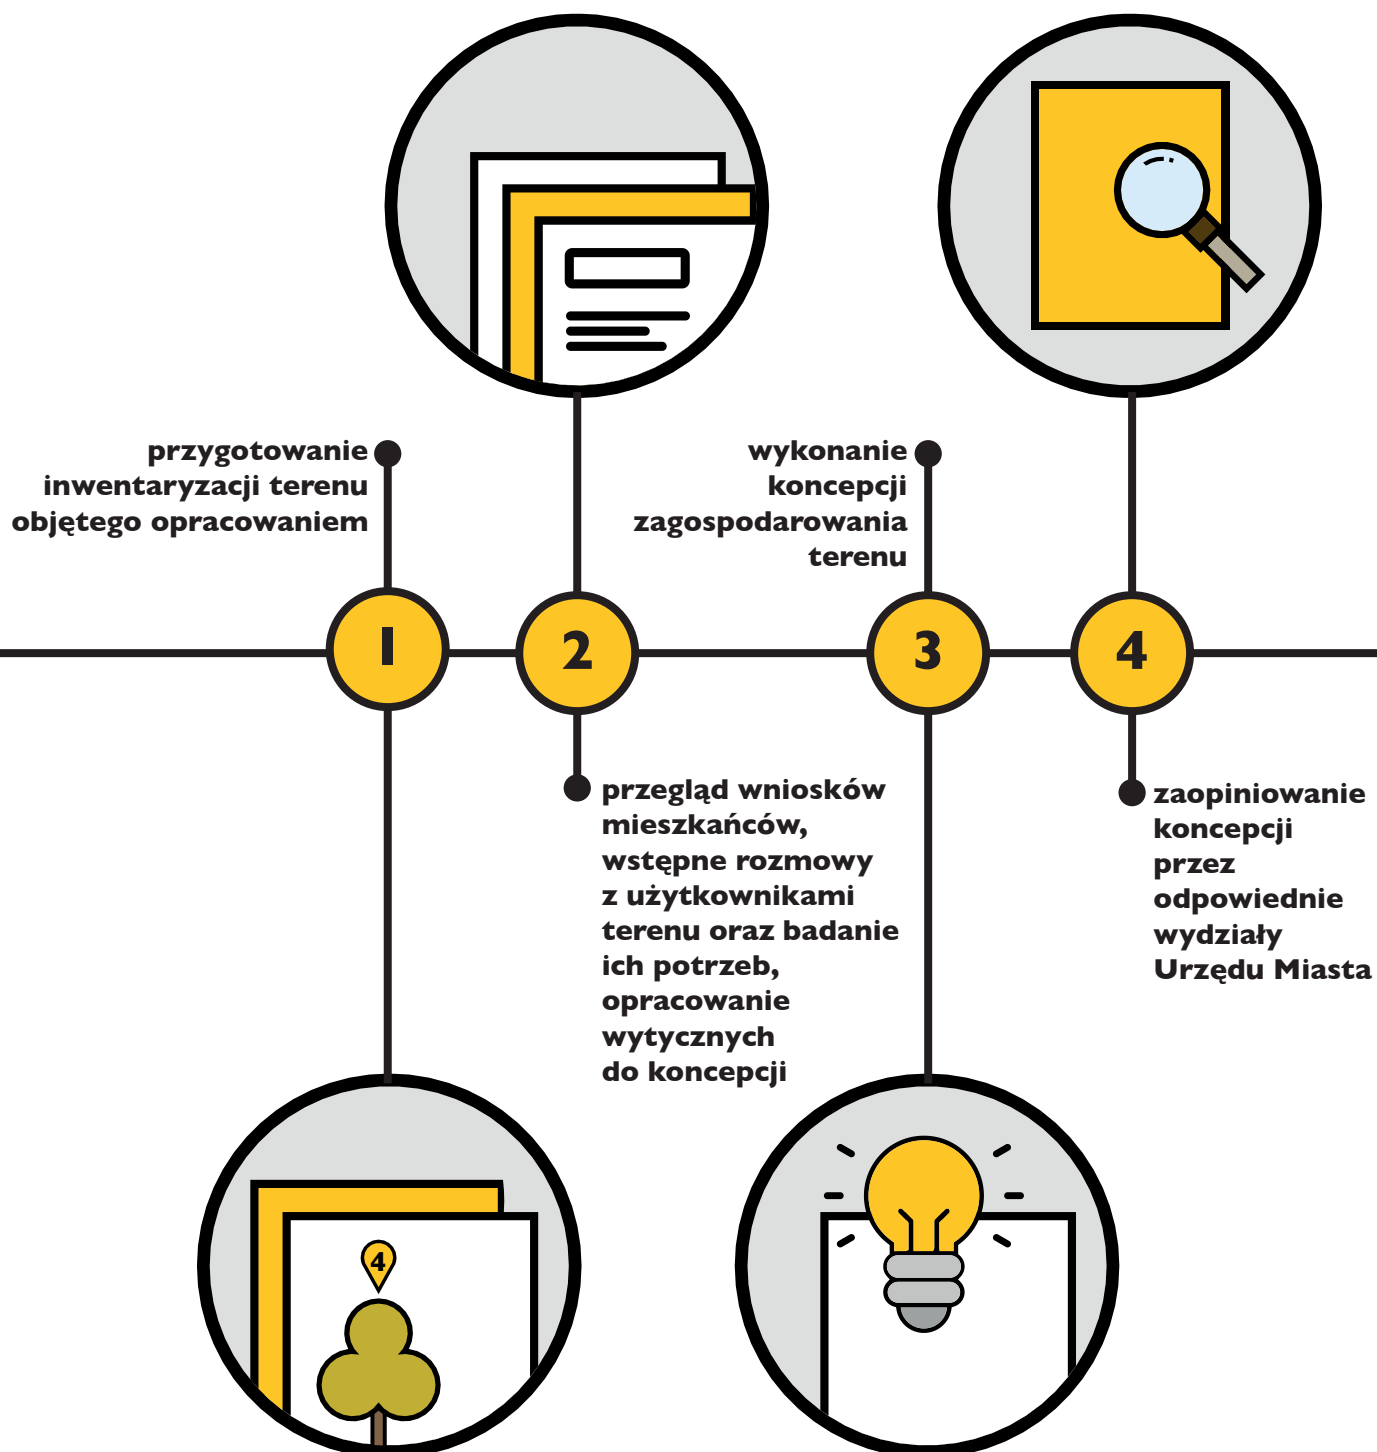 przygotowanie
inwentaryzacji terenu
objętego opracowaniem
wykonanie
koncepcji
zagospodarowania
terenu
1
2
3
4
przegląd wniosków
mieszkańców,
wstępne rozmowy
z użytkownikami
terenu oraz badanie
ich potrzeb,
opracowanie
wytycznych
do koncepcji
zaopiniowanie
koncepcji
przez
odpowiednie
wydziały
Urzędu Miasta
4